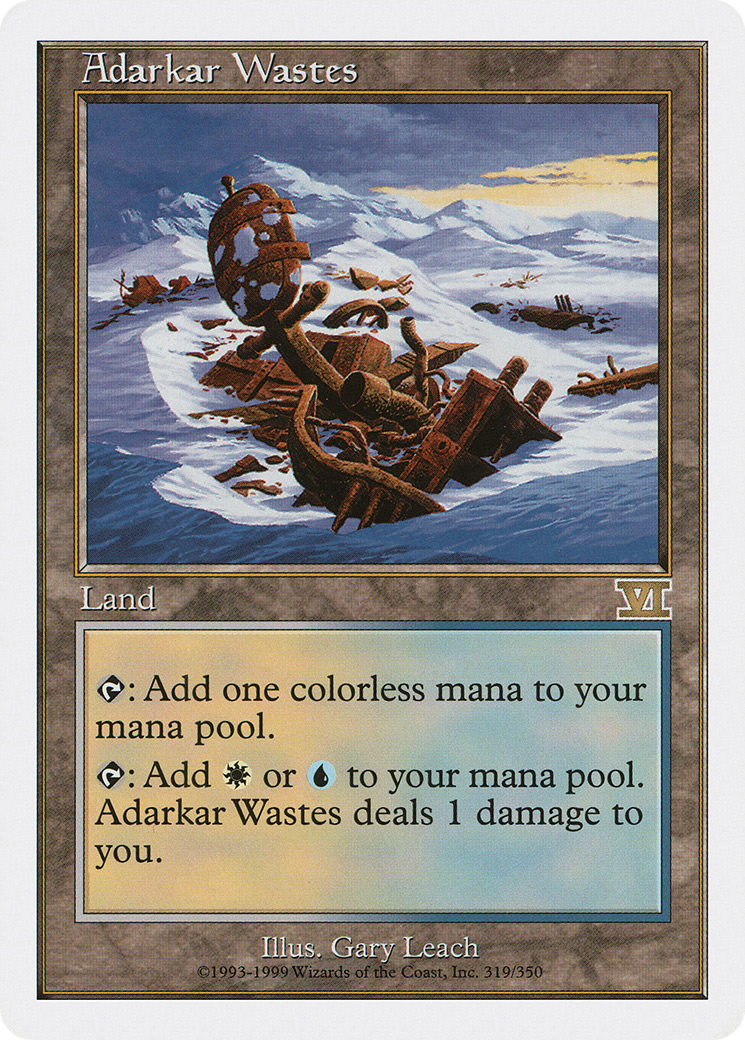 Adarkar Wastes
Land
VI
: Add one colorless mana to your
mana pool.
: Add or to your mana pool.
Adarkar Wastes deals 1 damage to
you.
Illus. Gary Leach
©1993-1999 Wizards of the Coast, Inc. 319/350